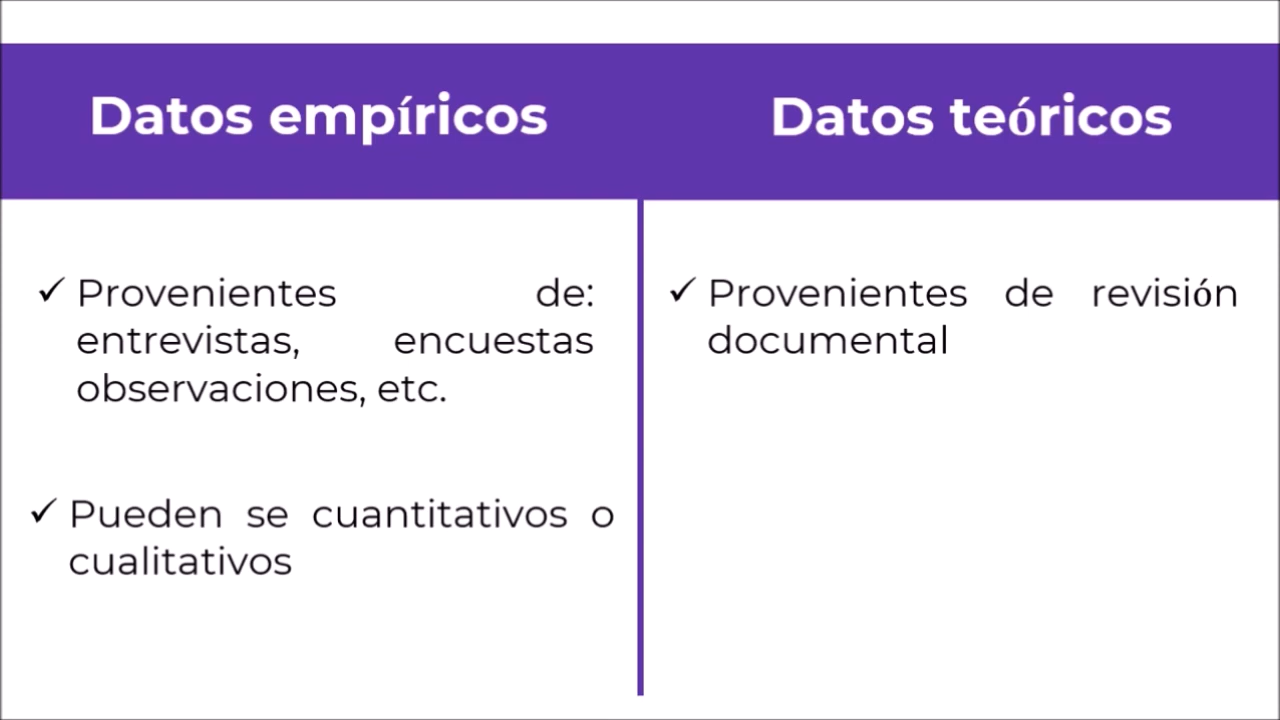 Datos empíricos
✓ Provenientes de:
entrevistas, encuestas
observaciones, etc.
✓ Pueden se cuantitativos o
cualitativos
Datos teóricos
✓ Provenientes de revisión
documental